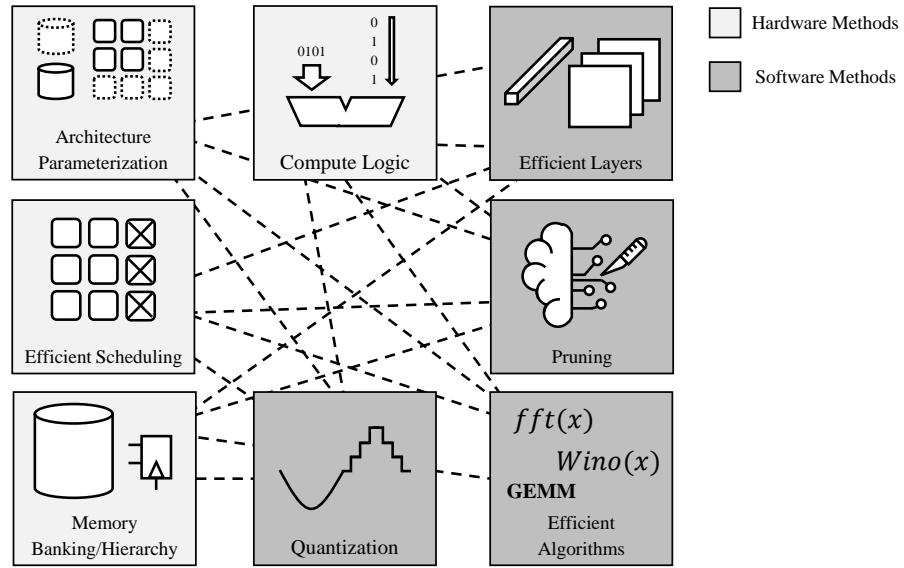 0101
0
1
0
1
Hardware Methods
Software Methods
Architecture
Parameterization
Compute Logic
Efficient Layers
Efficient Scheduling
Pruning
Memory
Banking/Hierarchy
Quantization
fft(x)
Wino(x)
GEMM
Efficient
Algorithms